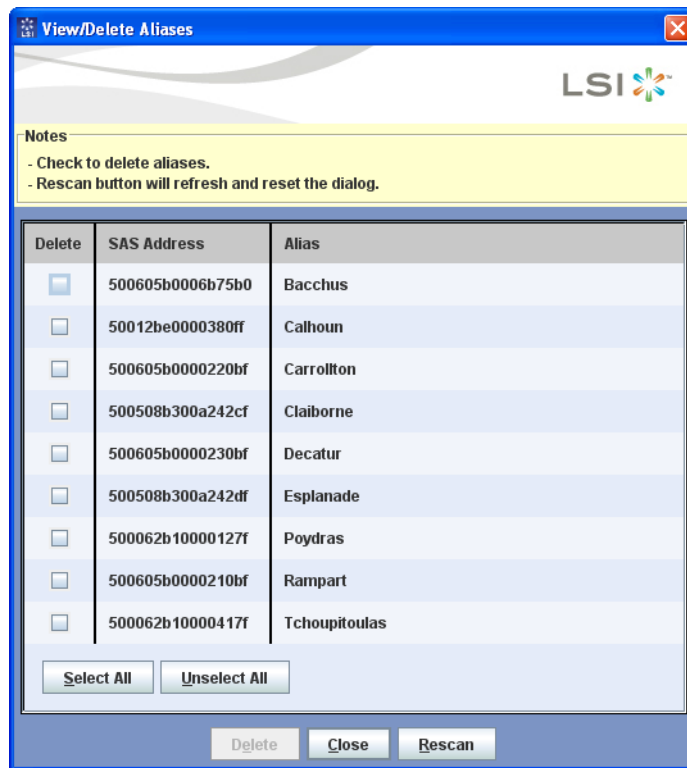 LSI View/Delete Aliases
LSI
Notes
- Check to delete aliases.
- Rescan button will refresh and reset the dialog.
Delete SAS Address Alias
500605b0006b75b0 Bacchus
50012be0000380ff Calhoun
500605b0000220bf Carrollton
500508b300a242cf Claiborne
500605b0000230bf Decatur
500508b300a242df Esplanade
500062b10000127f Poydras
500605b0000210bf Rampart
500062b10000417f Tchoupitoulas
Select All Unselect All
Delete Close Rescan